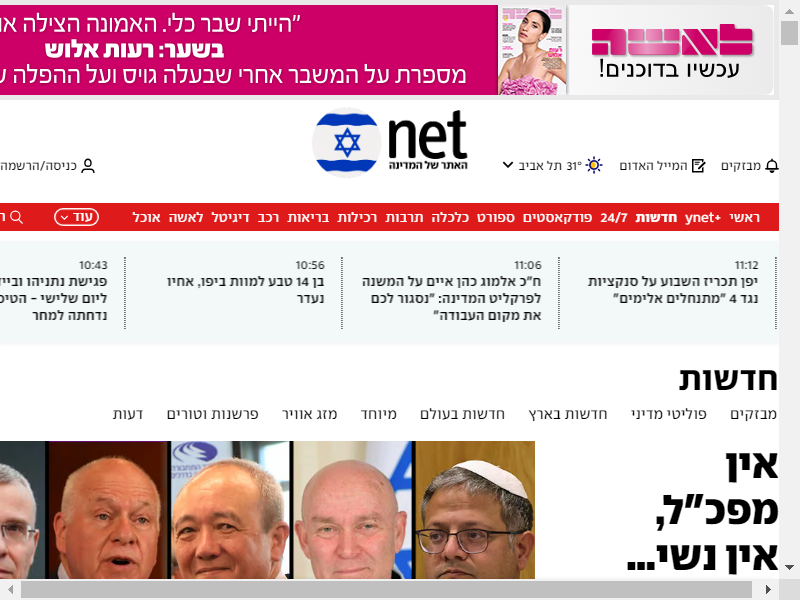 "הייתי שבר כלי. האמונה הצילה
בשער: רעות אלוש
מספרת על המשבר אחרי שבעלה גויס ועל ההפלה
לאשה
עכשיו בדוכנים!
net
האתר של המדינה
מבזקים
המייל האדום
31° תל אביב
כניסה/הרשמה
ראשי ynet+ חדשות 24/7 פודקאסטים ספורט כלכלה תרבות רכילות בריאות רכב דיגיטל לאשה אוכל
עוד
11:12
יפן תכריז השבוע על סנקציות
נגד 4 "מתנחלים אלימים"
11:06
ח"כ אלמוג כהן איים על המשנה
לפרקליט המדינה: "נסגור לכם
את מקום העבודה"
10:56
בן 14 טבע למוות ביפו, אחיו
נעדר
10:43
פגישת נתניהו
ליום שלישי -
נדחתה למחר
חדשות
מבזקים פוליטי מדיני חדשות בארץ חדשות בעולם מיוחד מזג אוויר פרשנות וטורים דעות
אין
מפכ"ל,
אין נשי...